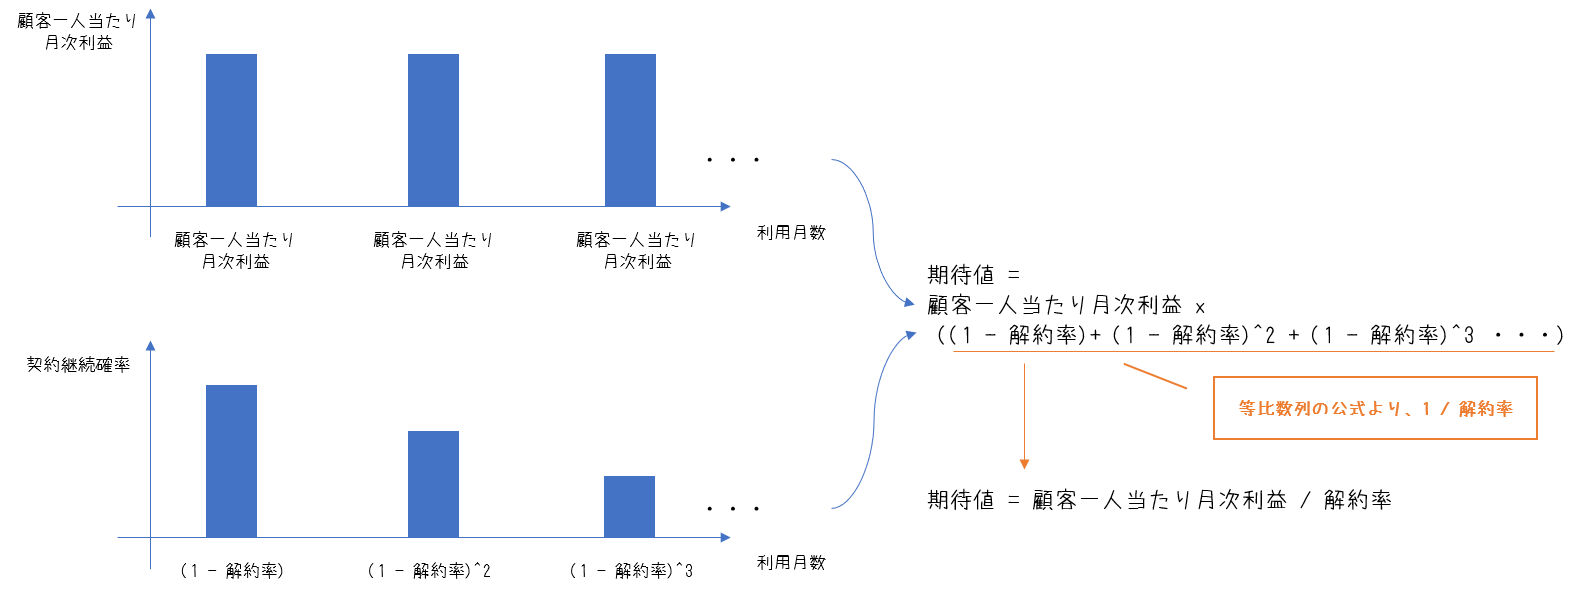 顧客一人当たり
月次利益
・・・
利用月数
顧客一人当たり
月次利益
顧客一人当たり
月次利益
顧客一人当たり
月次利益
契約継続確率
・・・
利用月数
(1 - 解約率)
(1 - 解約率)^2
(1 - 解約率)^3
期待値 =
顧客一人当たり月次利益 x
((1 - 解約率)+ (1 - 解約率)^2 + (1 - 解約率)^3 ・・・)
等比数列の公式より、1 / 解約率
期待値 = 顧客一人当たり月次利益 / 解約率